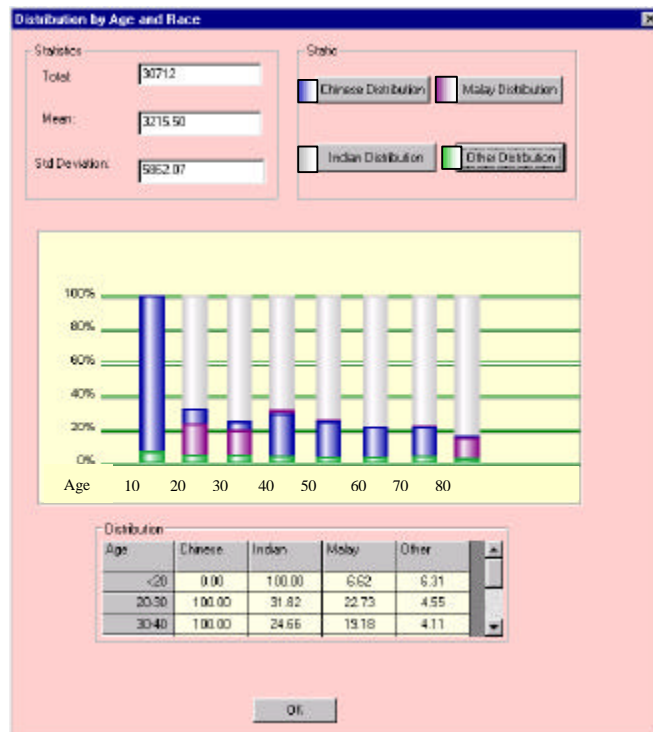 Distribution by Age and Race
Statistics
Total: 30712
Mean: 3215.50
Std Deviation: 5862.07
Static
Chinese Distribution Malay Distribution
Indian Distribution Other Distribution
100%
80%
60%
40%
20%
0%
Age 10 20 30 40 50 60 70 80
Distribution
Age Chinese Indian Malay Other
<20 0.00 100.00 6.62 6.31
20-30 100.00 31.82 22.73 4.55
30-40 100.00 24.66 19.18 4.11
OK